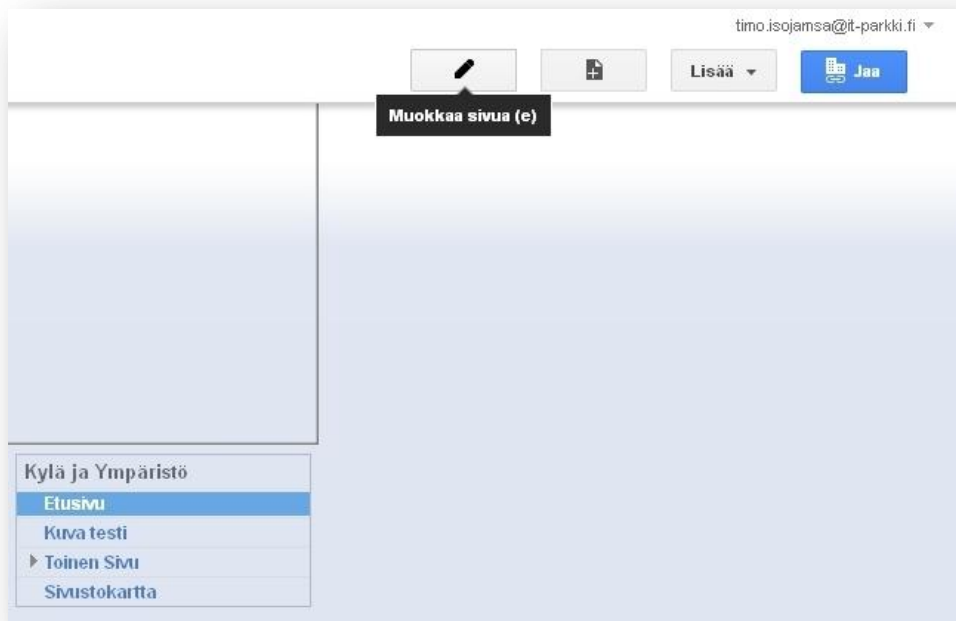 timo.isojamsa@it-parkki.fi
Lisää
Jaa
Muokkaa sivua (e)
Kylä ja Ympäristö
Etusivu
Kuva testi
Toinen Sivu
Sivustokartta